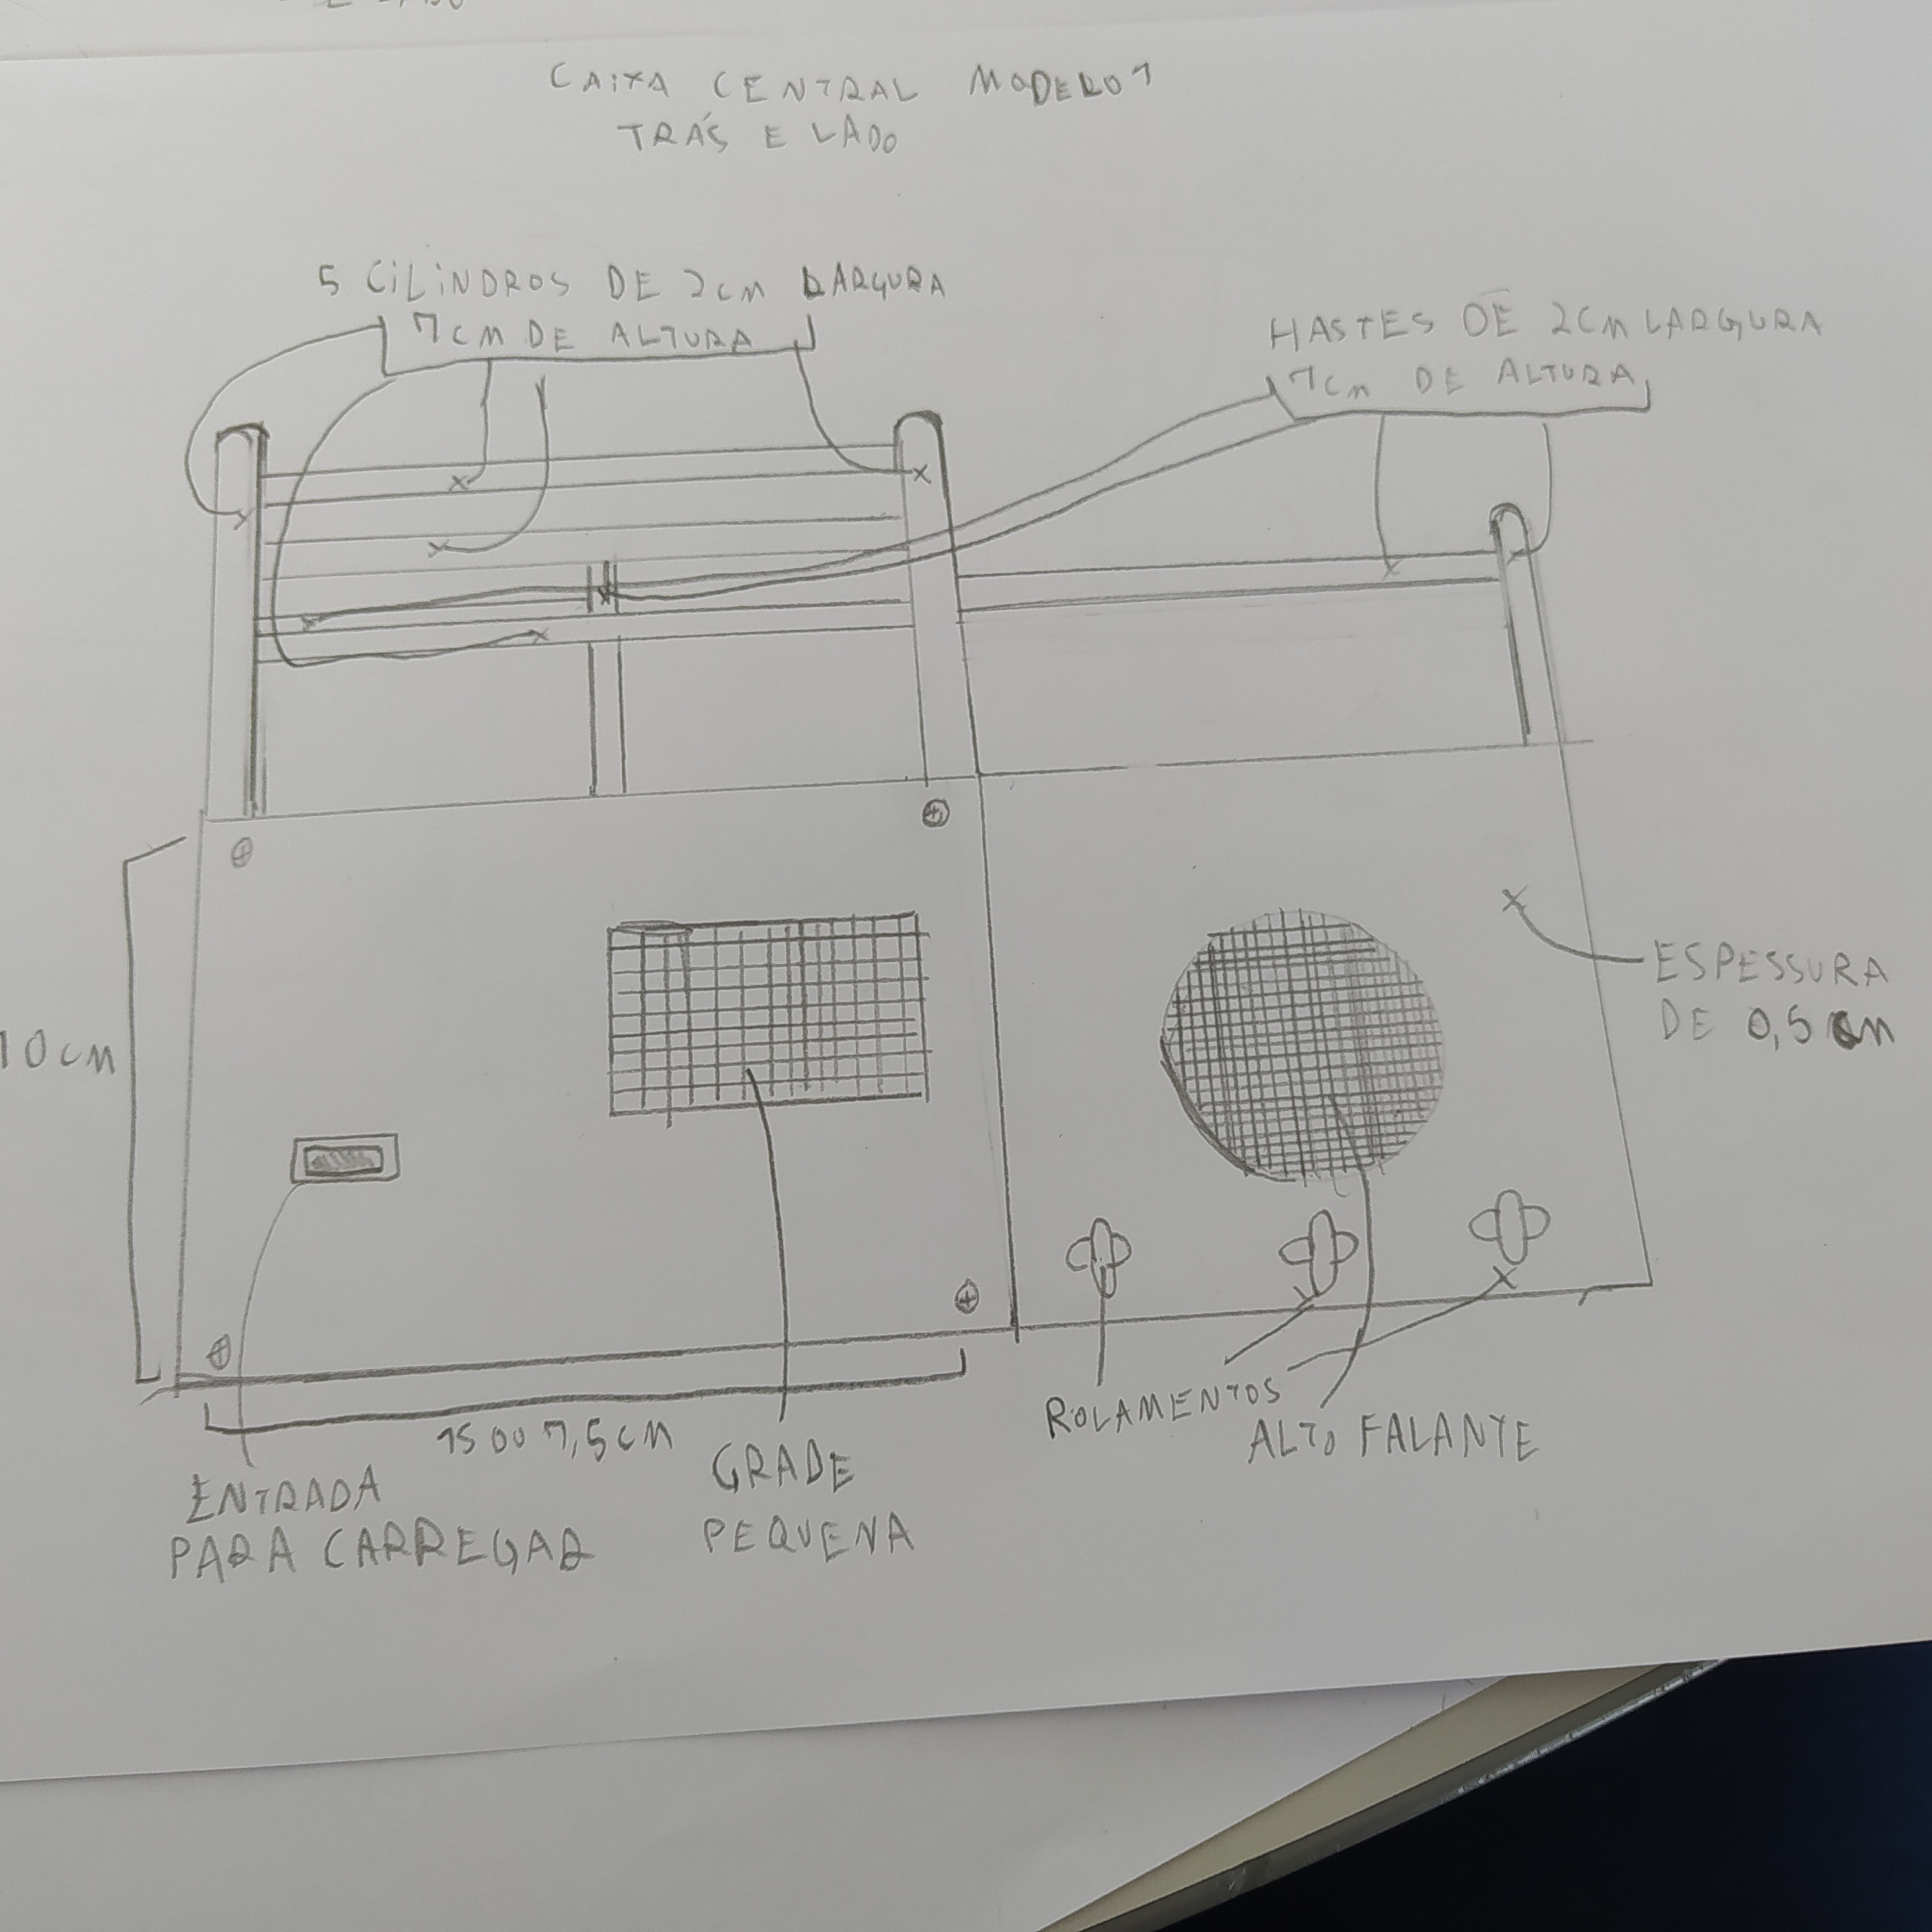 CAIXA CENTRAL MODELO 1
TRÁS E LADO
5 CILINDROS DE 2CM LARGURA
7CM DE ALTURA
HASTES DE 2CM LARGURA
7CM DE ALTURA
ESPESSURA
DE 0,5 CM
10CM
15 OU 7,5CM
ROLAMENTOS
ALTO FALANTE
GRADE
PEQUENA
ENTRADA
PARA CARREGAR